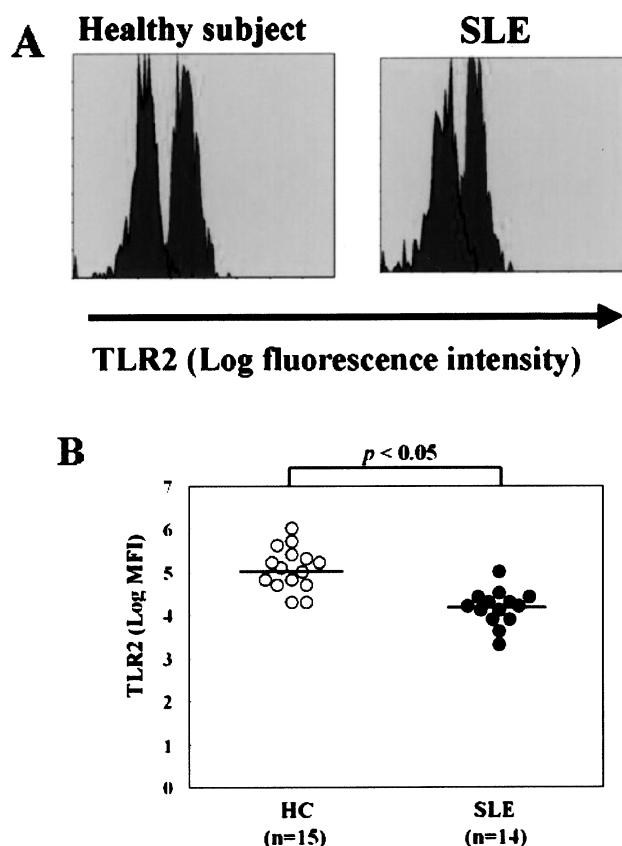 A
Healthy subject
SLE
TLR2 (Log fluorescence intensity)
B
p < 0.05
TLR2 (Log MFI)
7
6
5
4
3
2
1
0
HC
SLE
(n=15)
(n=14)